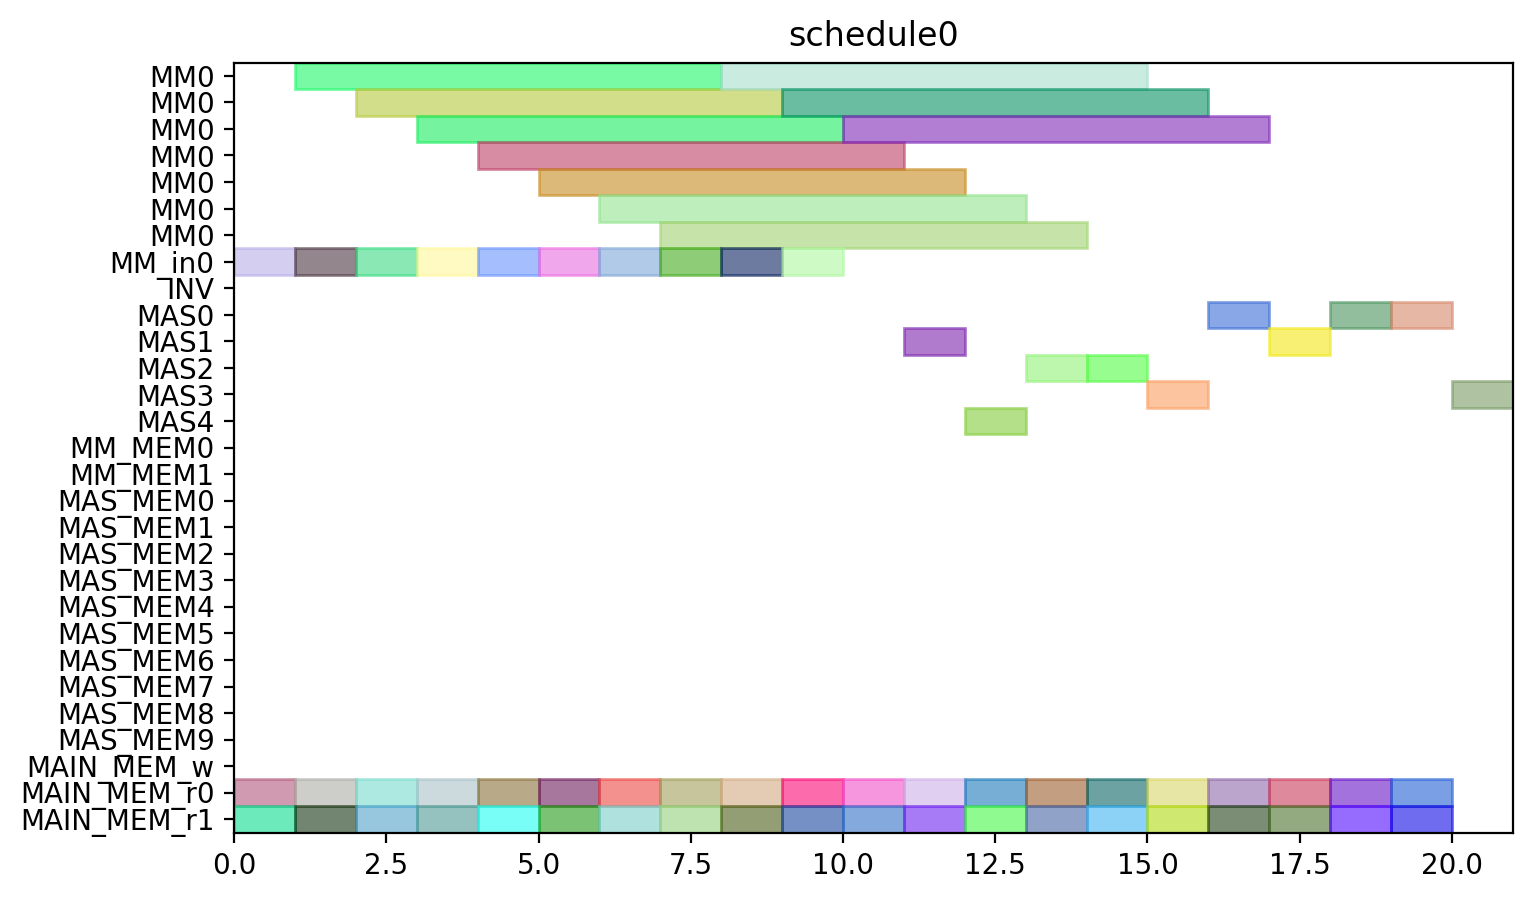 schedule0
MM0
MM0
MM0
MM0
MM0
MM0
MM0
MM_in0
INV
MAS0
MAS1
MAS2
MAS3
MAS4
MM_MEM0
MM_MEM1
MAS_MEM0
MAS_MEM1
MAS_MEM2
MAS_MEM3
MAS_MEM4
MAS_MEM5
MAS_MEM6
MAS_MEM7
MAS_MEM8
MAS_MEM9
MAIN_MEM_w
MAIN_MEM_r0
MAIN_MEM_r1
0.0 2.5 5.0 7.5 10.0 12.5 15.0 17.5 20.0